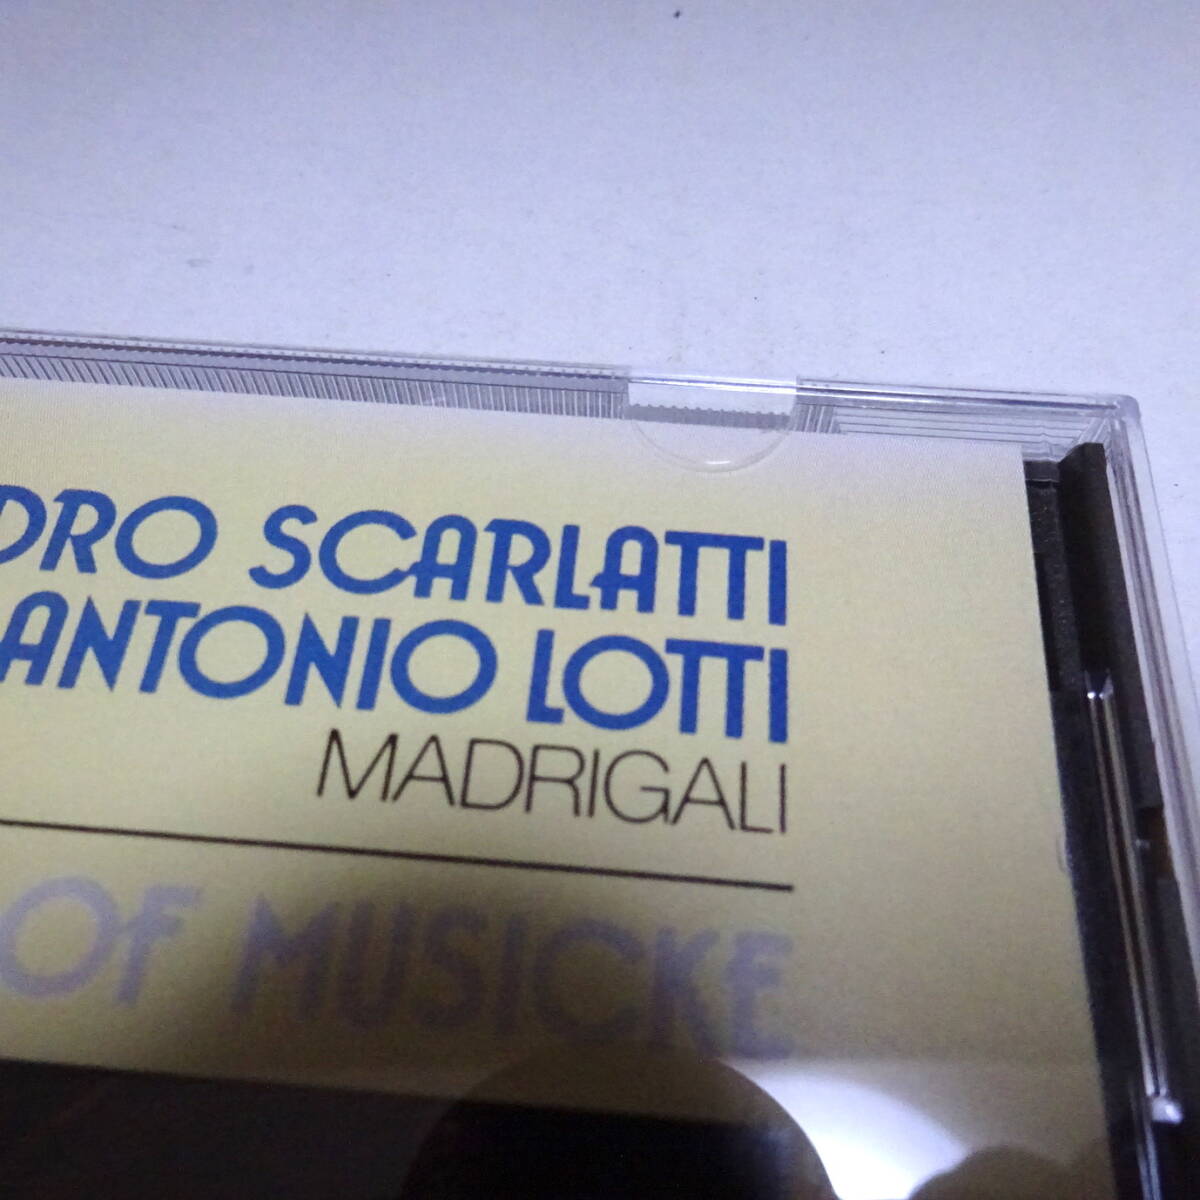 DRO SCARLATTI
ANTONIO LOTTI
MADRIGALI
OF MUSICKE